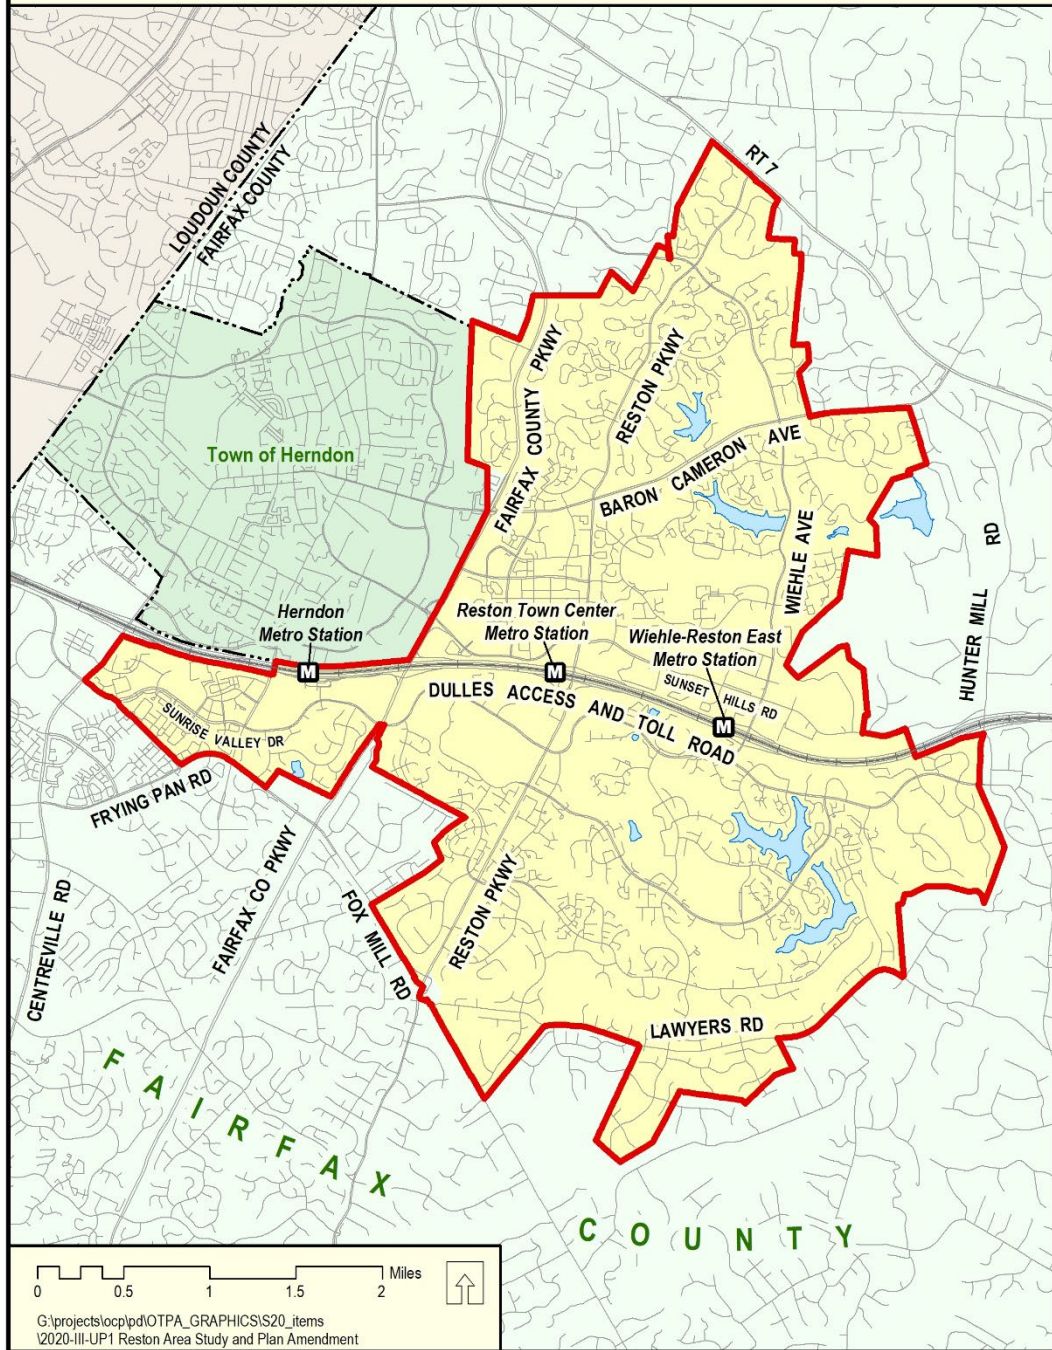 RT 7
LOUDOUN COUNTY
FAIRFAX COUNTY
FAIRFAX COUNTY PKWY
RESTON PKWY
Town of Herndon
BARON CAMERON AVE
WIEHLE AVE
HUNTER MILL RD
Herndon
Metro Station
Reston Town Center
Metro Station
Wiehle-Reston East
Metro Station
M
M
M
SUNSET HILLS RD
DULLES ACCESS AND TOLL ROAD
SUNRISE VALLEY DR
FRYING PAN RD
FAIRFAX CO PKWY
CENTREVILLE RD
FOX MILL RD
RESTON PKWY
LAWYERS RD
FAIRFAX
COUNTY
0 0.5 1 1.5 2 Miles
G:\projects\ocp\pd\OTPA_GRAPHICS\S20_items
\2020-III-UP1 Reston Area Study and Plan Amendment